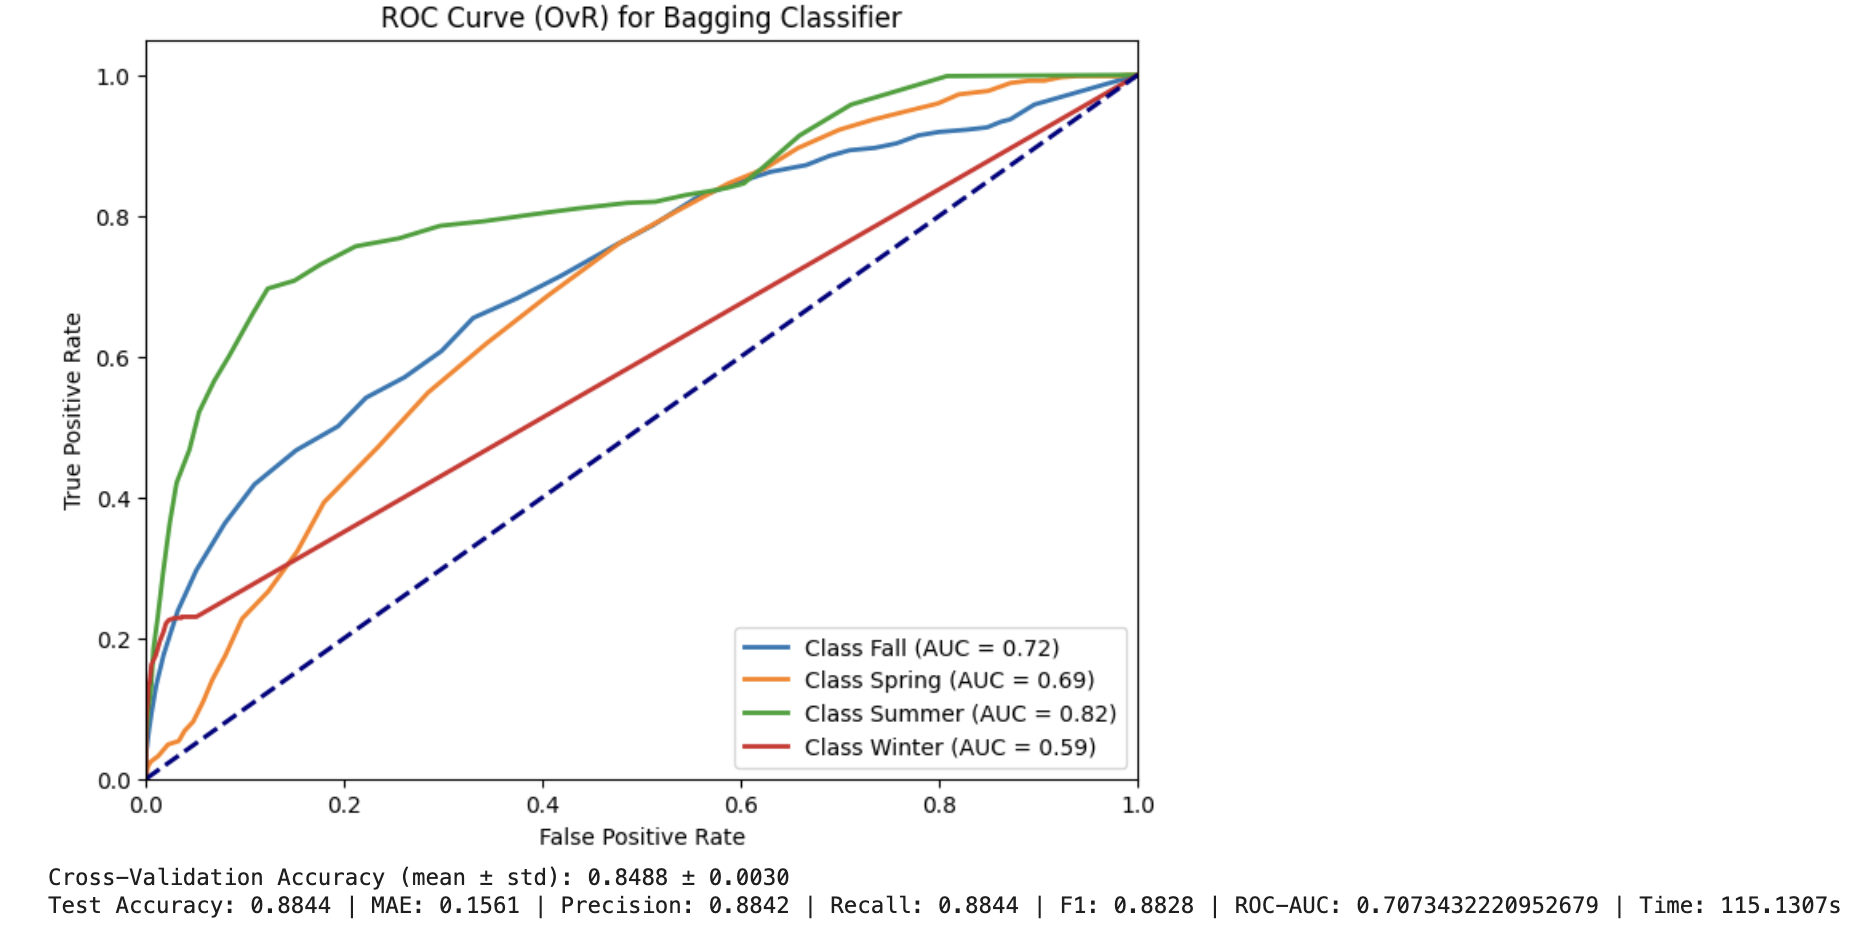 ROC Curve (OvR) for Bagging Classifier
1.0
0.8
0.6
0.4
0.2
0.0
True Positive Rate
0.0 0.2 0.4 0.6 0.8 1.0
False Positive Rate
Class Fall (AUC = 0.72)
Class Spring (AUC = 0.69)
Class Summer (AUC = 0.82)
Class Winter (AUC = 0.59)
Cross-Validation Accuracy (mean ± std): 0.8488 ± 0.0030
Test Accuracy: 0.8844 | MAE: 0.1561 | Precision: 0.8842 | Recall: 0.8844 | F1: 0.8828 | ROC-AUC: 0.7073432220952679 | Time: 115.1307s